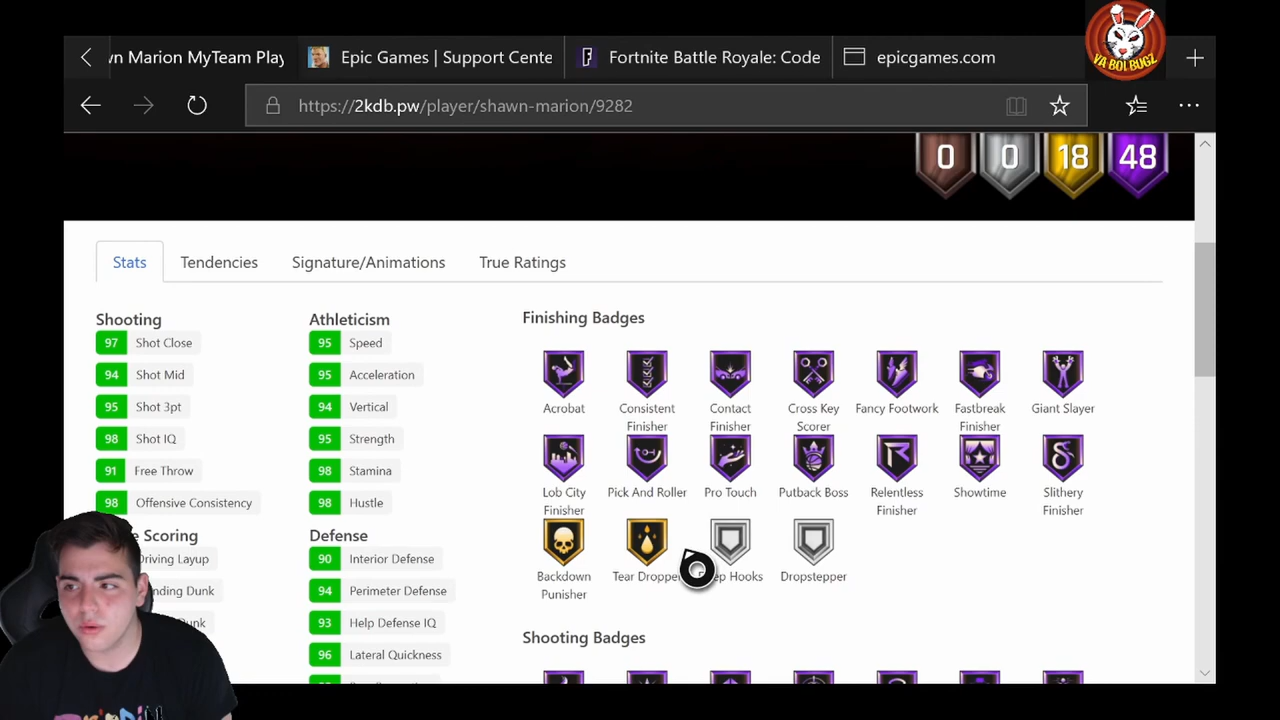 vn Marion MyTeam Play
Epic Games | Support Cente
Fortnite Battle Royale: Code
epicgames.com
YA BOI BUGZ
https://2kdb.pw/player/shawn-marion/9282
0 0 18 48
Stats Tendencies Signature/Animations True Ratings
Shooting
97 Shot Close
94 Shot Mid
95 Shot 3pt
98 Shot IQ
91 Free Throw
98 Offensive Consistency
Scoring
Driving Layup
nding Dunk
Dunk
Athleticism
95 Speed
95 Acceleration
94 Vertical
95 Strength
98 Stamina
98 Hustle
Defense
90 Interior Defense
94 Perimeter Defense
93 Help Defense IQ
96 Lateral Quickness
Finishing Badges
Acrobat
Consistent Finisher
Contact Finisher
Cross Key Scorer
Fancy Footwork
Fastbreak Finisher
Giant Slayer
Lob City Finisher
Pick And Roller
Pro Touch
Putback Boss
Relentless Finisher
Showtime
Slithery Finisher
Backdown Punisher
Tear Dropper
Hooks
Dropstepper
Shooting Badges